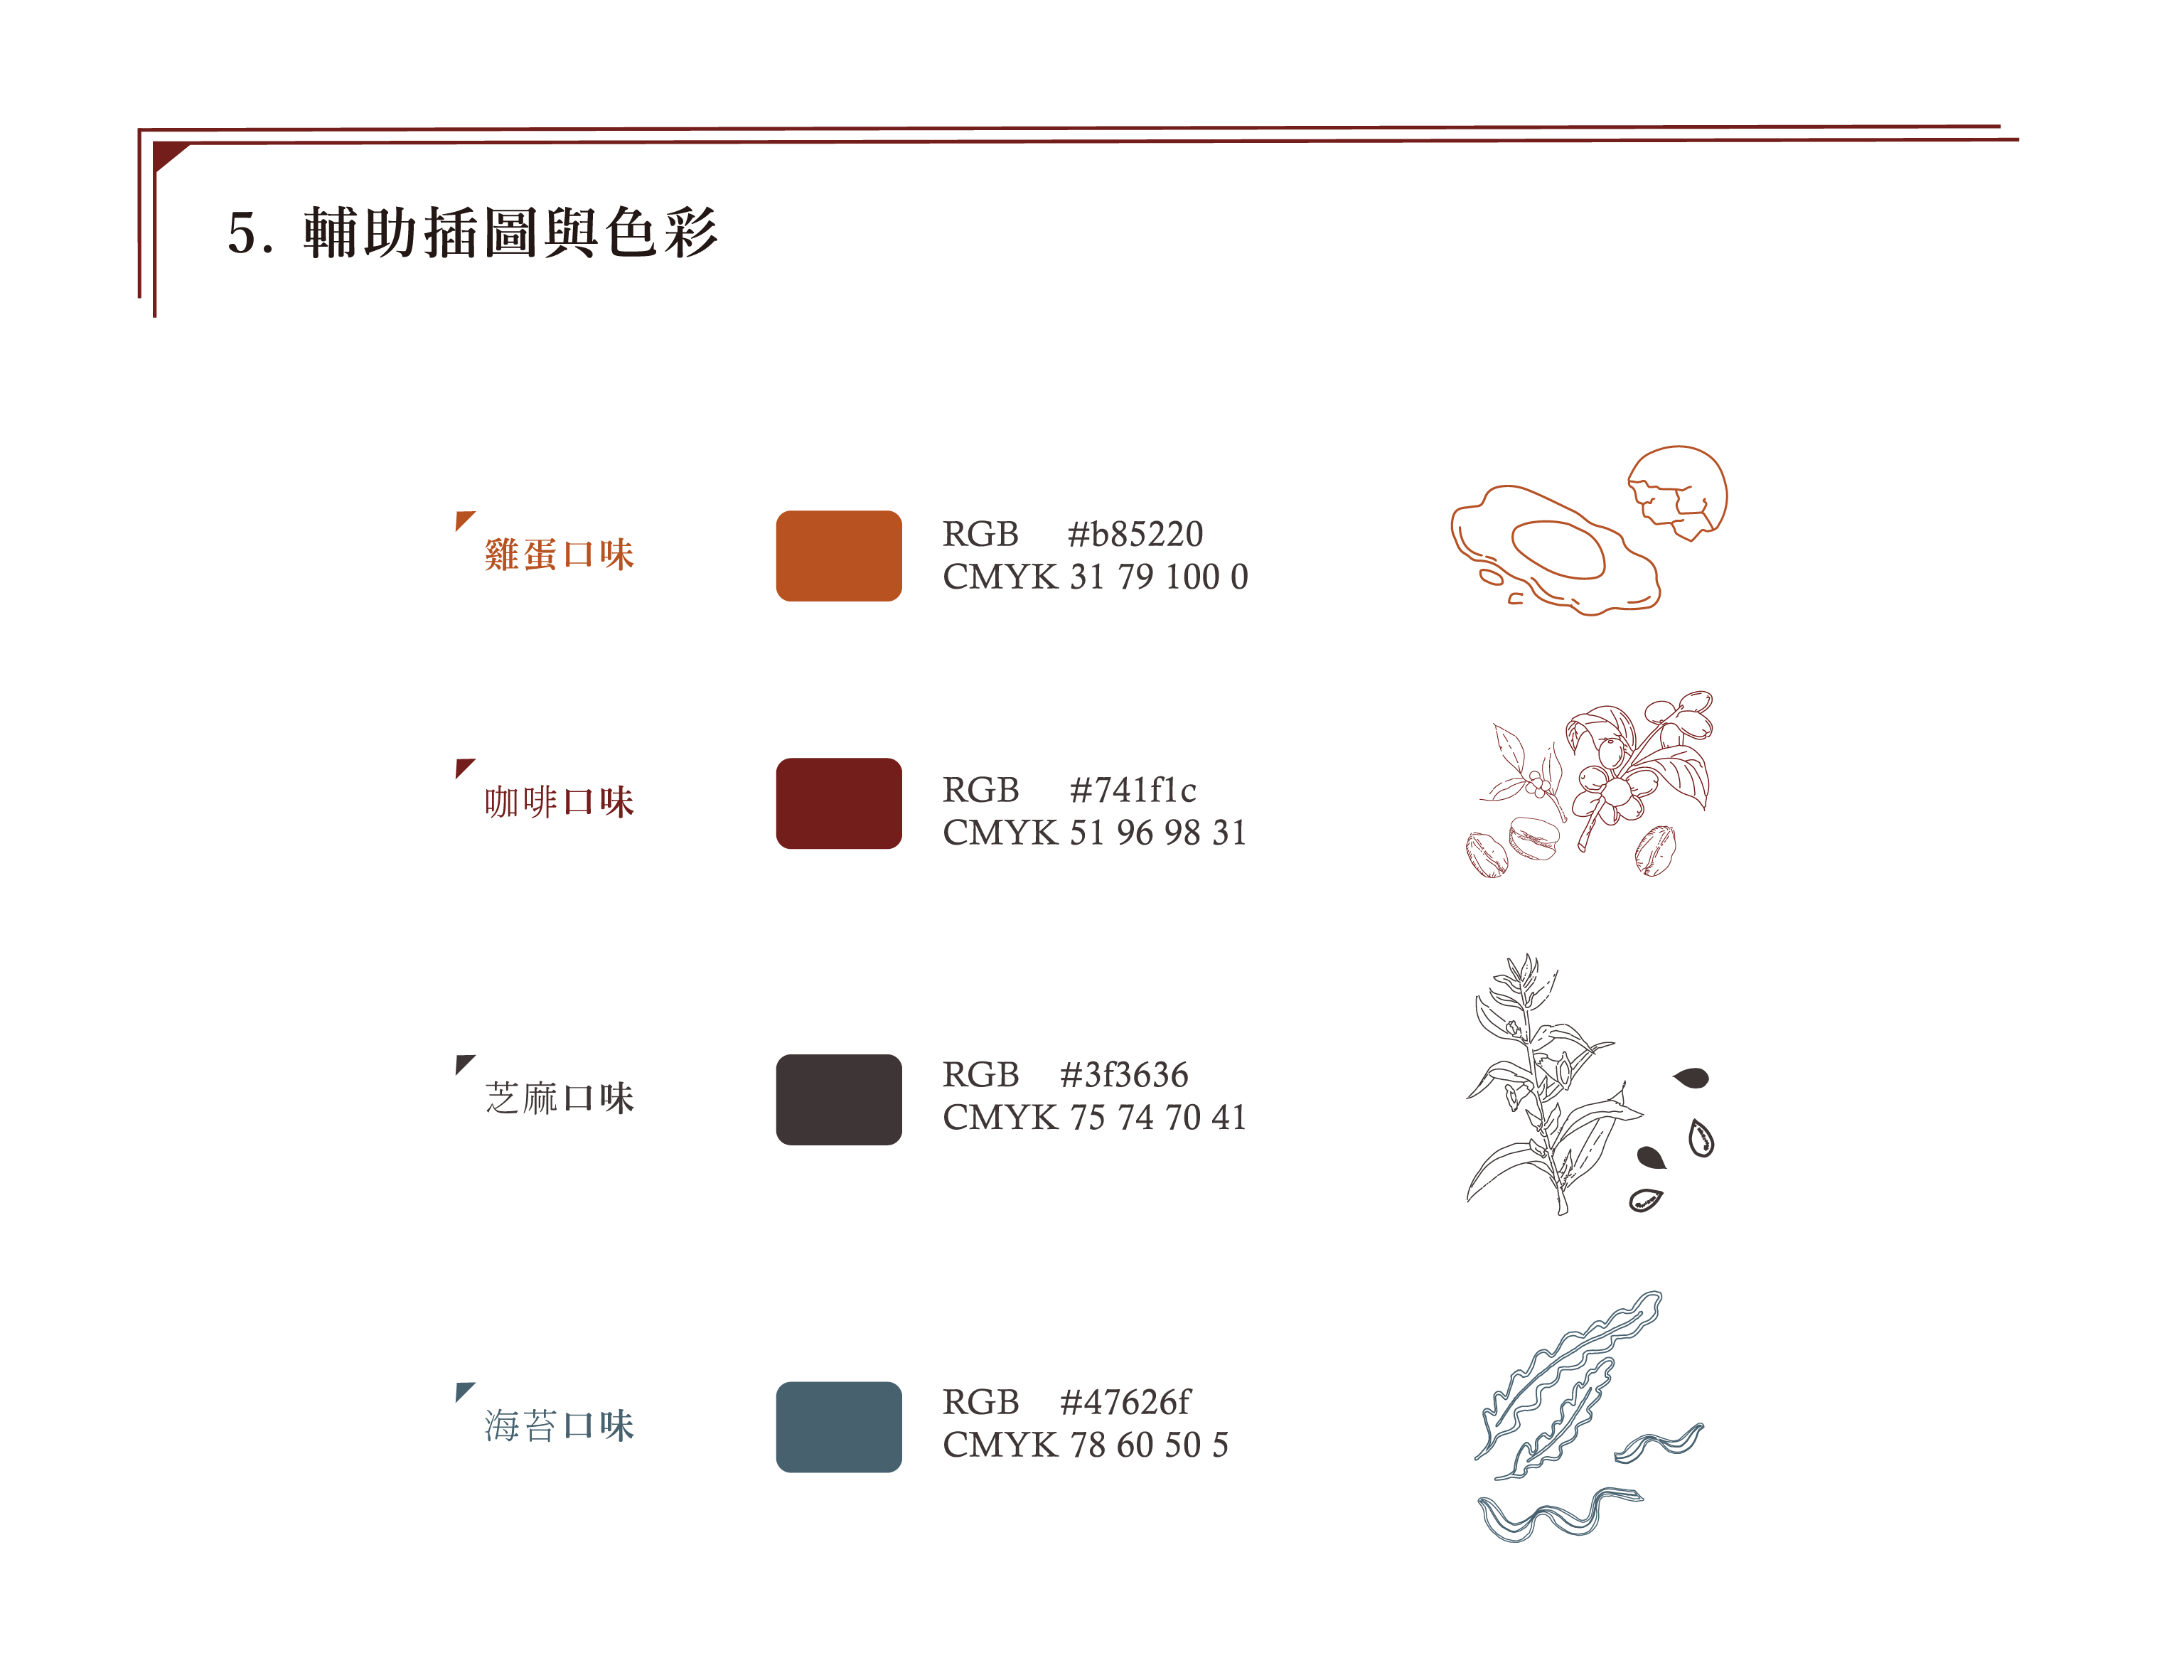 5. 輔助插圖與色彩
雞蛋口味
RGB #b85220
CMYK 31 79 100 0
咖啡口味
RGB #741f1c
CMYK 51 96 98 31
芝麻口味
RGB #3f3636
CMYK 75 74 70 41
海苔口味
RGB #47626f
CMYK 78 60 50 5